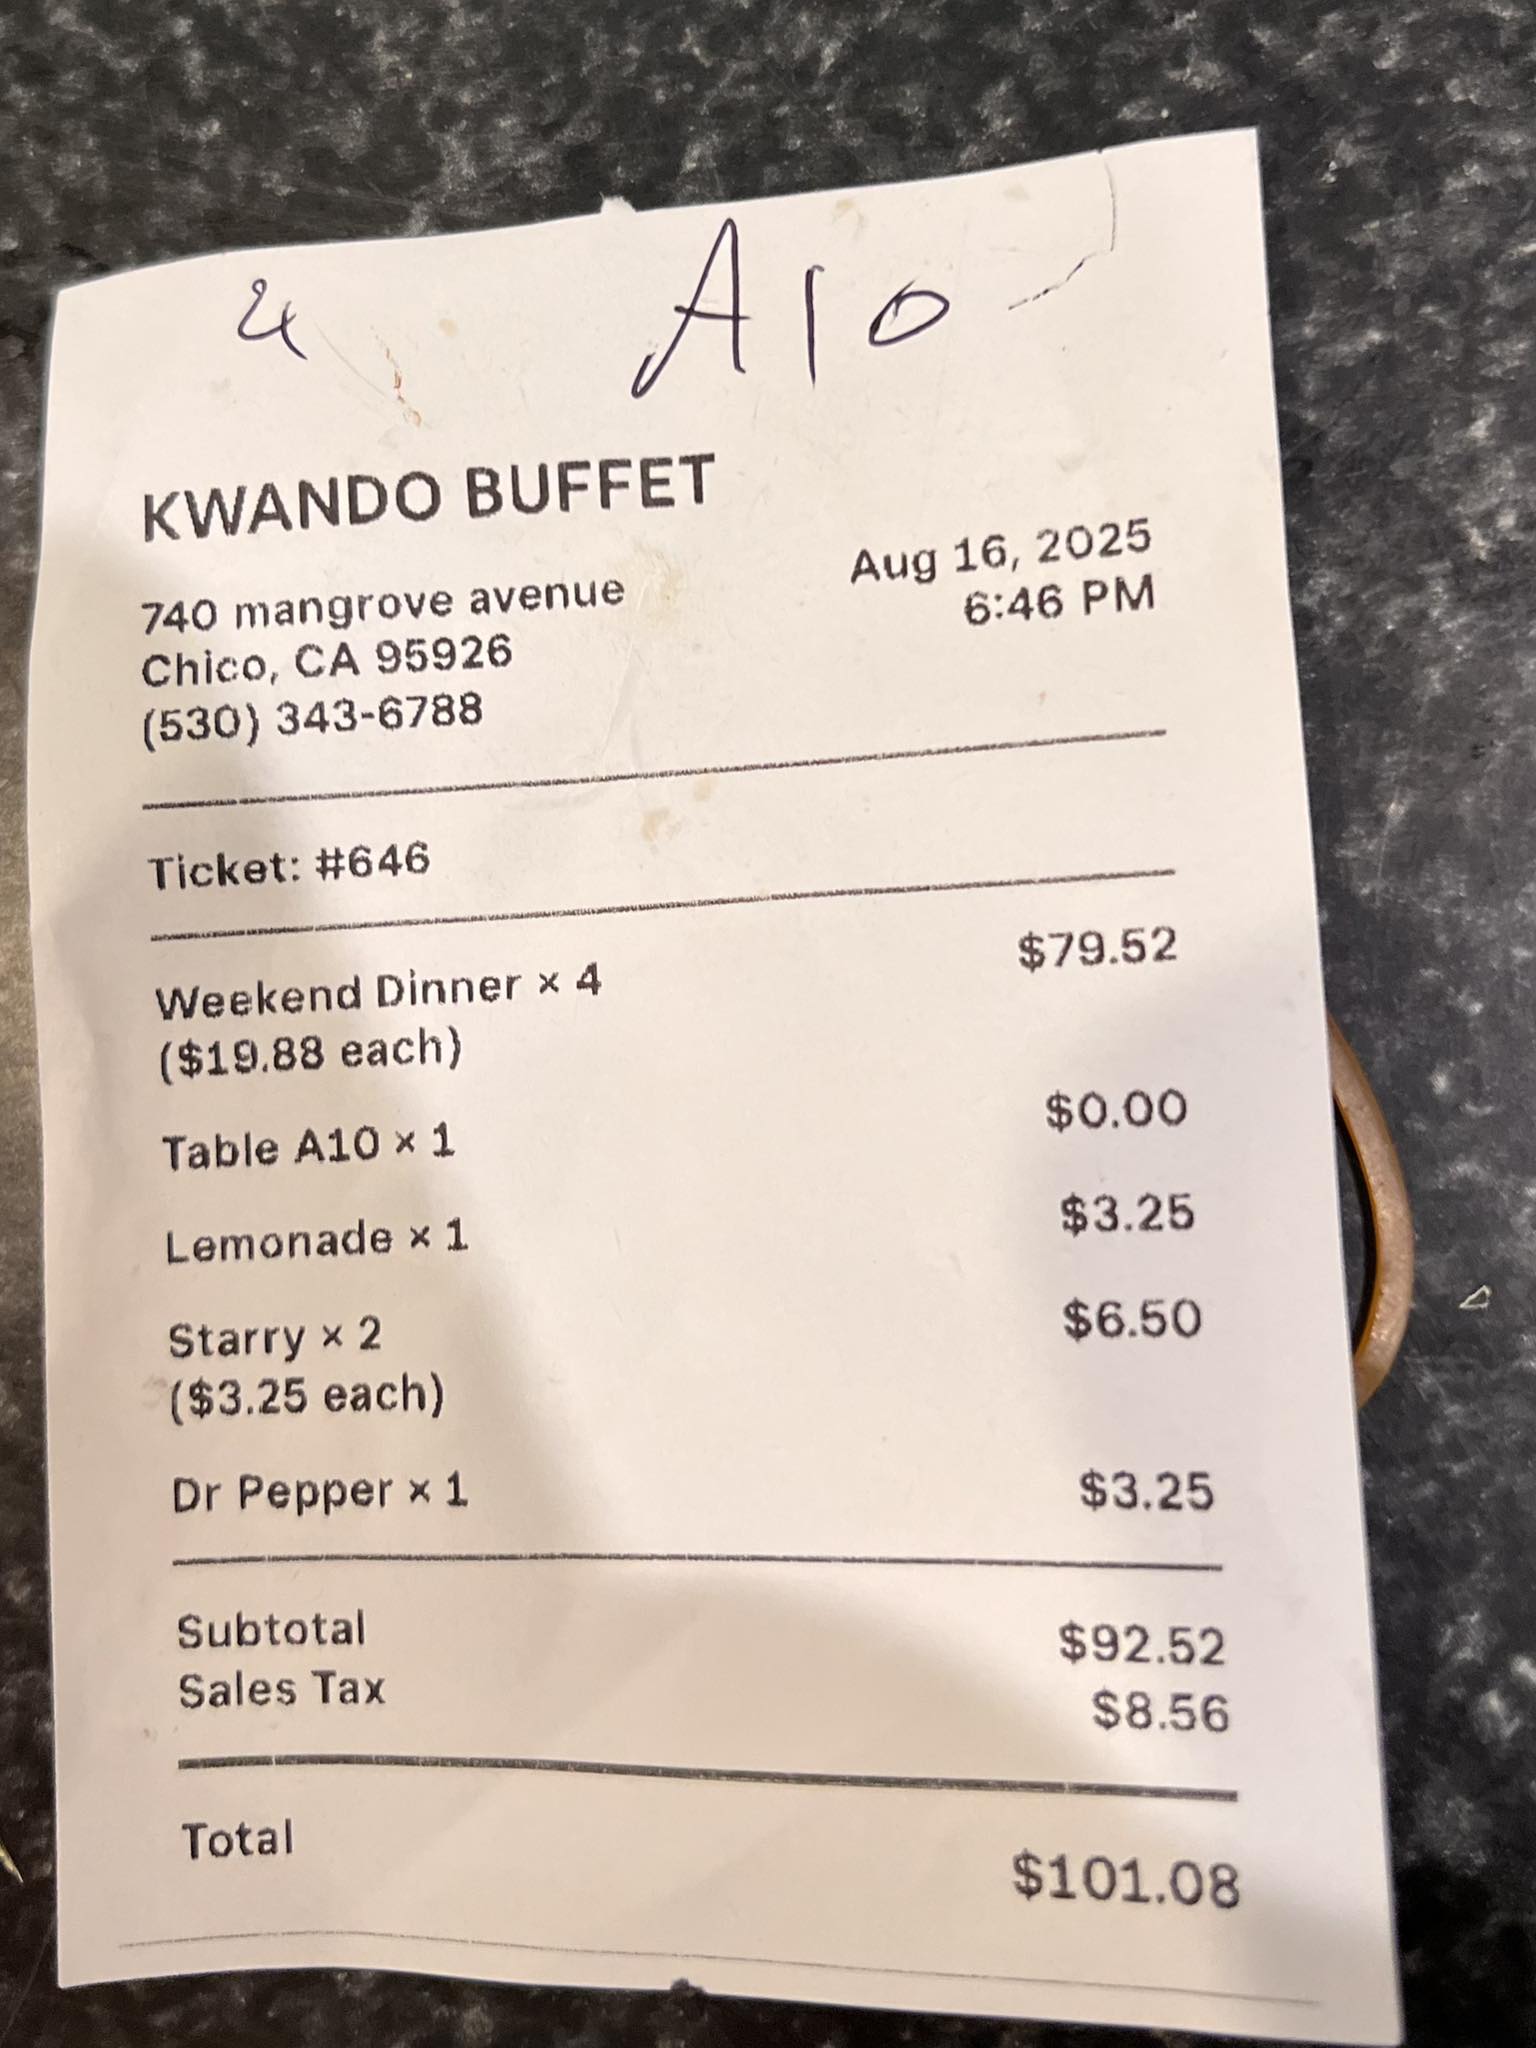 4 A10
KWANDO BUFFET
740 mangrove avenue
Chico, CA 95926
(530) 343-6788
Aug 16, 2025
6:46 PM
Ticket: #646
Weekend Dinner × 4 $79.52
($19.88 each)
Table A10 × 1 $0.00
Lemonade × 1 $3.25
Starry × 2 $6.50
($3.25 each)
Dr Pepper × 1 $3.25
Subtotal $92.52
Sales Tax $8.56
Total $101.08